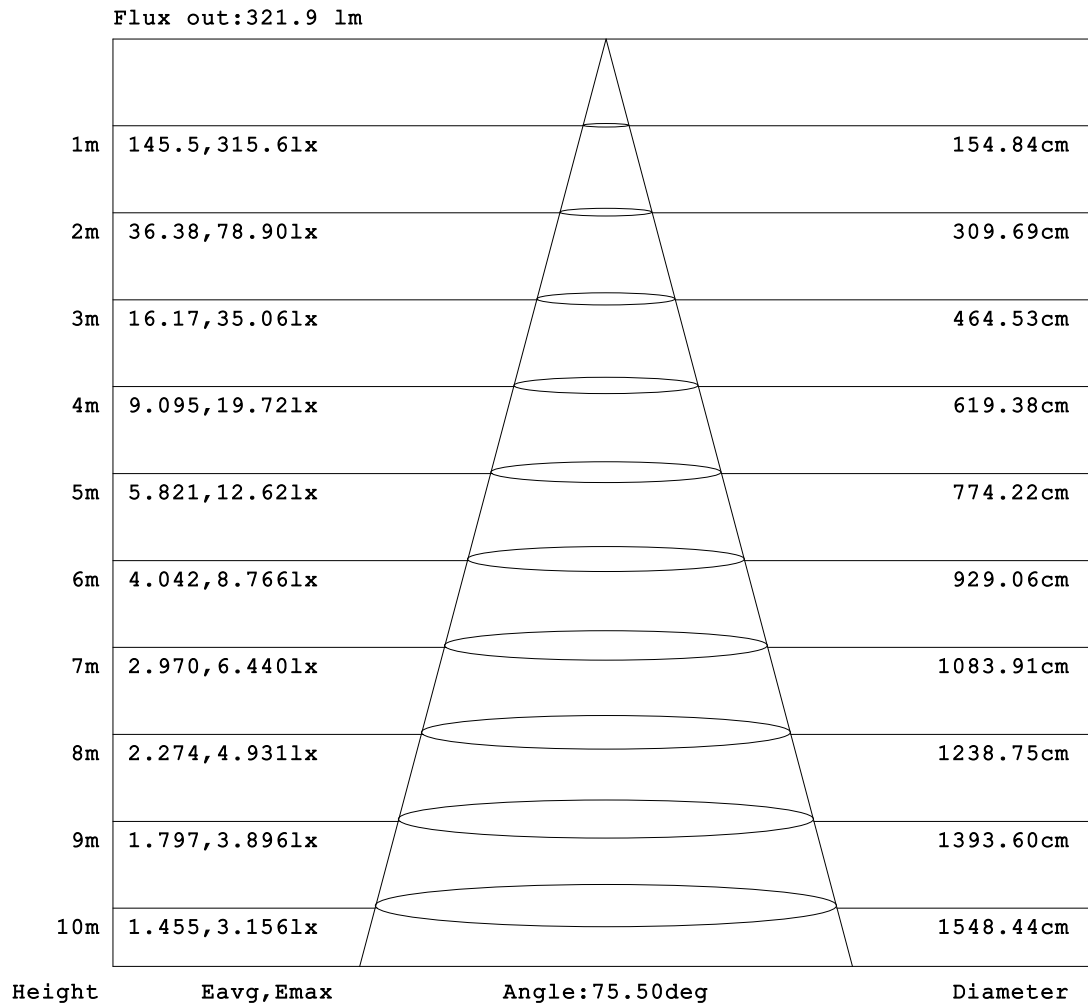 Flux out:321.9 lm
1m 145.5,315.6lx 154.84cm
2m 36.38,78.90lx 309.69cm
3m 16.17,35.06lx 464.53cm
4m 9.095,19.72lx 619.38cm
5m 5.821,12.62lx 774.22cm
6m 4.042,8.766lx 929.06cm
7m 2.970,6.440lx 1083.91cm
8m 2.274,4.931lx 1238.75cm
9m 1.797,3.896lx 1393.60cm
10m 1.455,3.156lx 1548.44cm
Height Eavg,Emax Angle:75.50deg Diameter